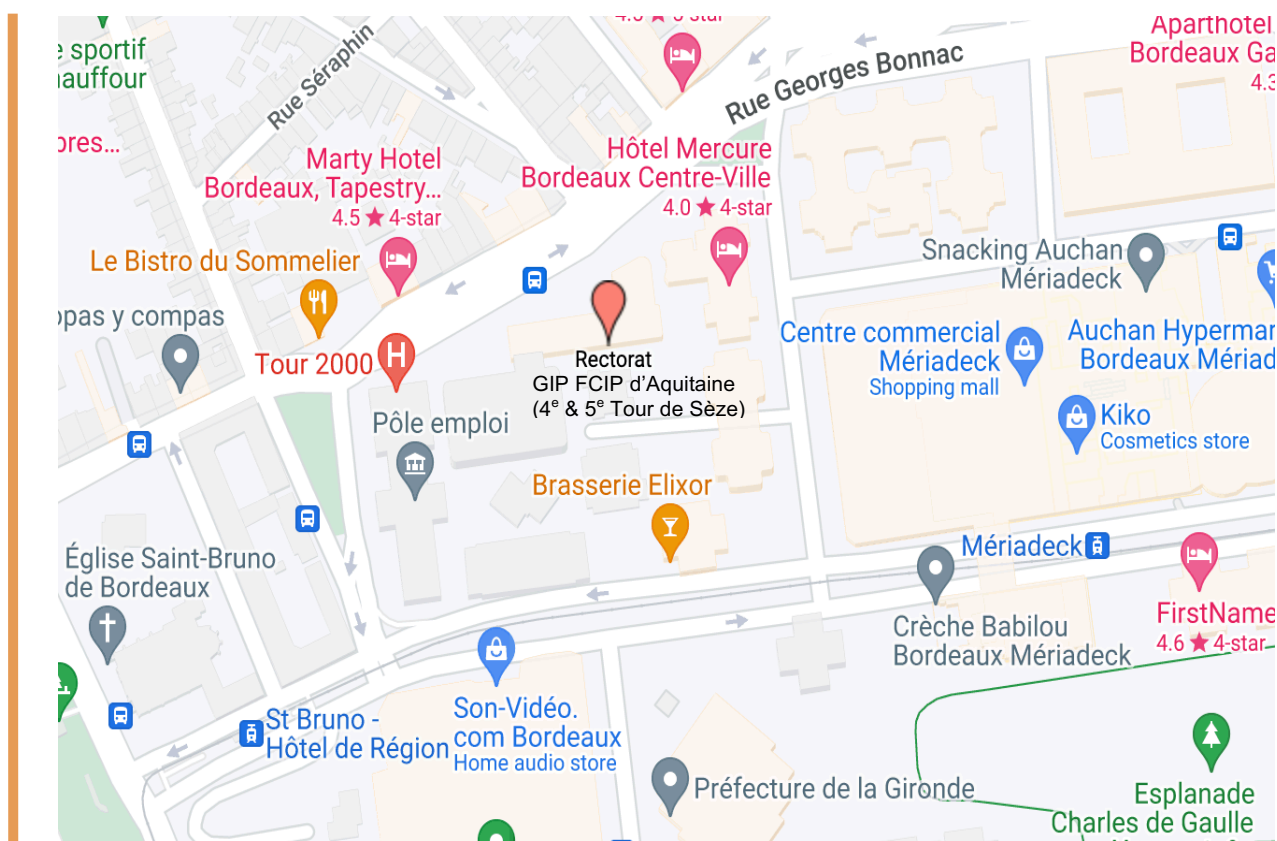 e sportif
auffour
Rue Séraphin
Rue Georges Bonnac
Aparthotel
Bordeaux Ga
4.3
ores...
Marty Hotel
Bordeaux, Tapestry...
4.5 ★ 4-star
Hôtel Mercure
Bordeaux Centre-Ville
4.0 ★ 4-star
Le Bistro du Sommelier
Snacking Auchan
Mériadeck
opas y compas
Tour 2000
H
Rectorat
GIP FCIP d'Aquitaine
(4e & 5e Tour de Sèze)
Centre commercial
Mériadeck
Shopping mall
Auchan Hypermar
Bordeaux Mériad
Pôle emploi
Kiko
Cosmetics store
Brasserie Elixor
Mériadeck
Église Saint-Bruno
de Bordeaux
Crèche Babilou
Bordeaux Mériadeck
FirstName
4.6 ★ 4-star
St Bruno -
Hôtel de Région
Son-Vidéo.
com Bordeaux
Home audio store
Préfecture de la Gironde
Esplanade
Charles de Gaulle